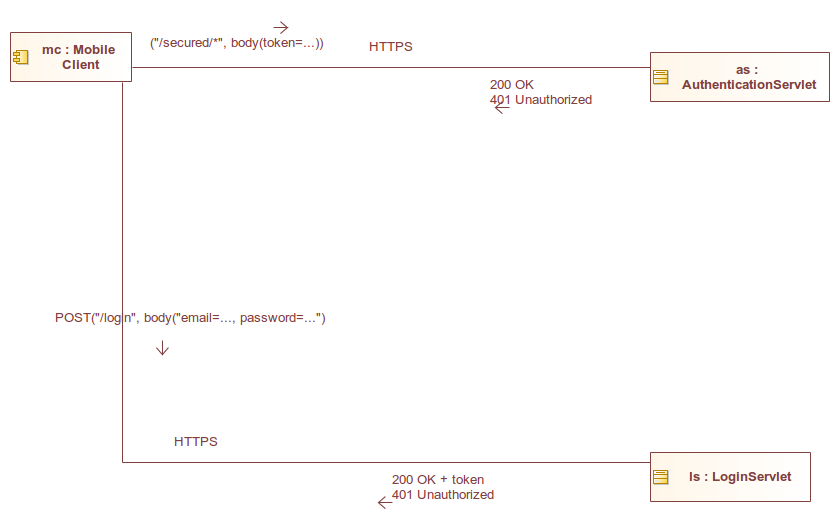 ("/secured/*", body(token=...))
HTTPS
mc : Mobile
Client
as :
AuthenticationServlet
200 OK
401 Unauthorized
POST("/login", body("email=..., password=...")
HTTPS
ls : LoginServlet
200 OK + token
401 Unauthorized